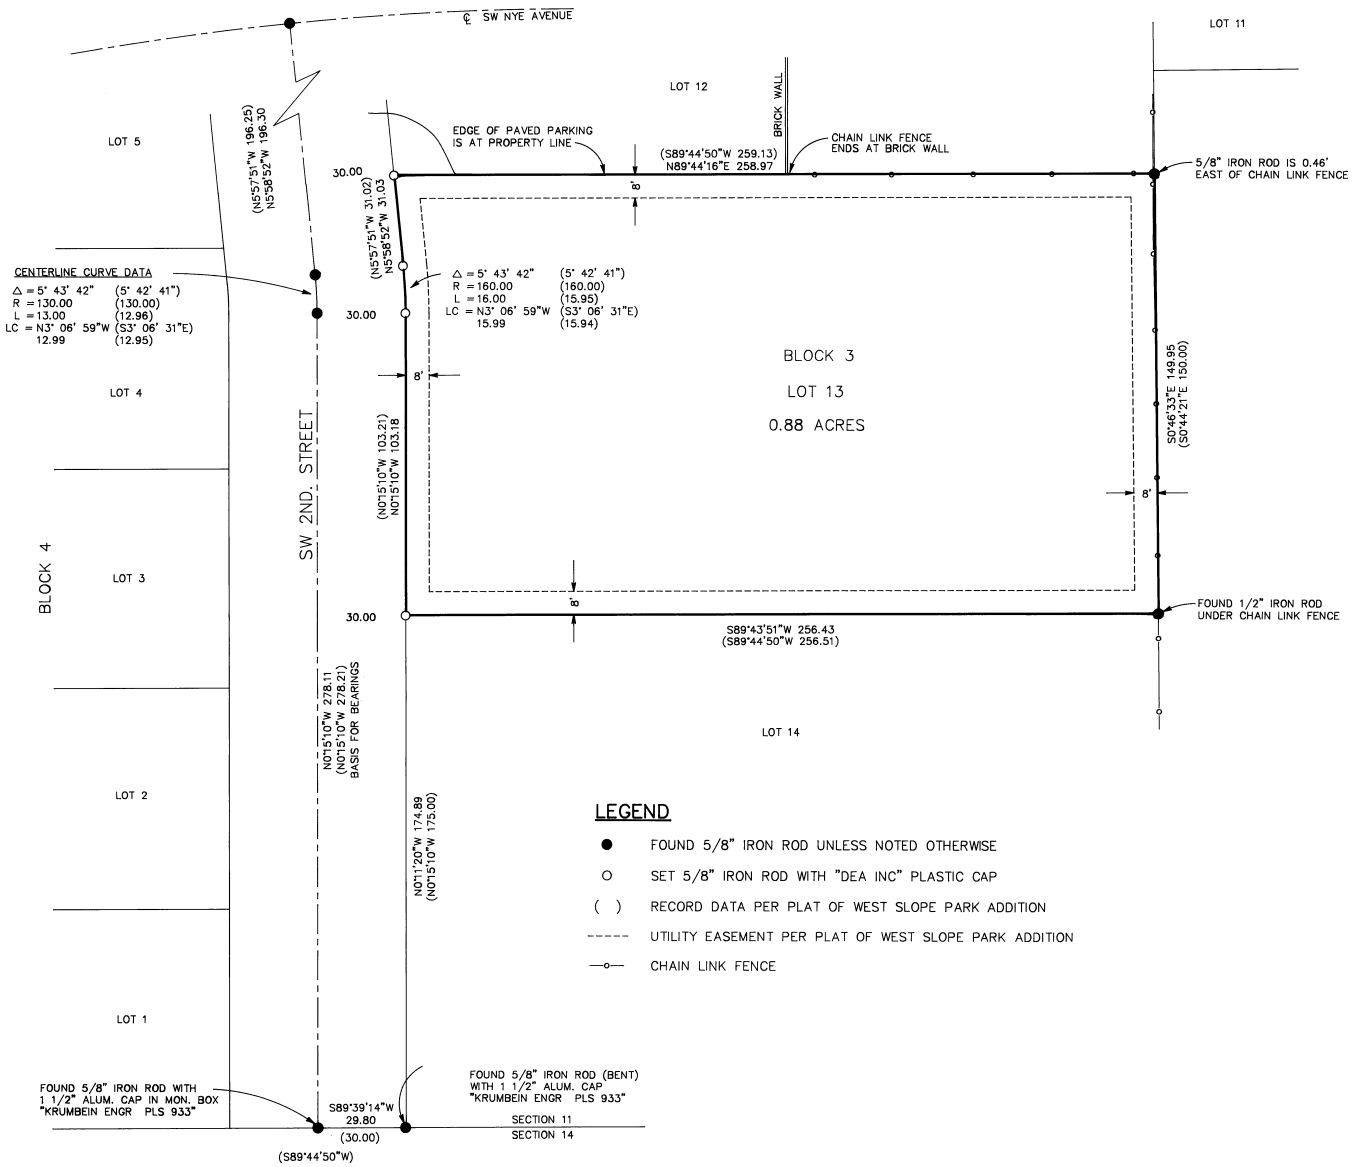 ℄ SW NYE AVENUE
LOT 11
LOT 12
BRICK WALL
LOT 5
(N5°57'51"W 196.25)
N5°58'52"W 196.30
EDGE OF PAVED PARKING
IS AT PROPERTY LINE
CHAIN LINK FENCE
ENDS AT BRICK WALL
(S89°44'50"W 259.13)
N89°44'16"E 258.97
5/8" IRON ROD IS 0.46'
EAST OF CHAIN LINK FENCE
30.00
8'
(N5°57'51"W 31.02)
N5°58'52"W 31.03
CENTERLINE CURVE DATA
Δ = 5° 43' 42" (5° 42' 41")
R = 130.00 (130.00)
L = 13.00 (12.96)
LC = N3° 06' 59"W (S3° 06' 31"E)
12.99 (12.95)
Δ = 5° 43' 42" (5° 42' 41")
R = 160.00 (160.00)
L = 16.00 (15.95)
LC = N3° 06' 59"W (S3° 06' 31"E)
15.99 (15.94)
30.00
BLOCK 3
LOT 13
0.88 ACRES
8'
S0°46'33"E 149.95
(S0°44'21"E 150.00)
LOT 4
(N0°15'10"W 103.21)
N0°15'10"W 103.18
SW 2ND. STREET
8'
BLOCK 4
LOT 3
8'
30.00
FOUND 1/2" IRON ROD
UNDER CHAIN LINK FENCE
S89°43'51"W 256.43
(S89°44'50"W 256.51)
N0°15'10"W 278.11
(N0°15'10"W 278.21)
BASIS FOR BEARINGS
LOT 14
LOT 2
N0°11'20"W 174.89
(N0°15'10"W 175.00)
LEGEND
FOUND 5/8" IRON ROD UNLESS NOTED OTHERWISE
SET 5/8" IRON ROD WITH "DEA INC" PLASTIC CAP
( ) RECORD DATA PER PLAT OF WEST SLOPE PARK ADDITION
UTILITY EASEMENT PER PLAT OF WEST SLOPE PARK ADDITION
CHAIN LINK FENCE
LOT 1
FOUND 5/8" IRON ROD WITH
1 1/2" ALUM. CAP IN MON. BOX
"KRUMBEIN ENGR PLS 933"
FOUND 5/8" IRON ROD (BENT)
WITH 1 1/2" ALUM. CAP
"KRUMBEIN ENGR PLS 933"
S89°39'14"W
29.80
(30.00)
SECTION 11
SECTION 14
(S89°44'50"W)